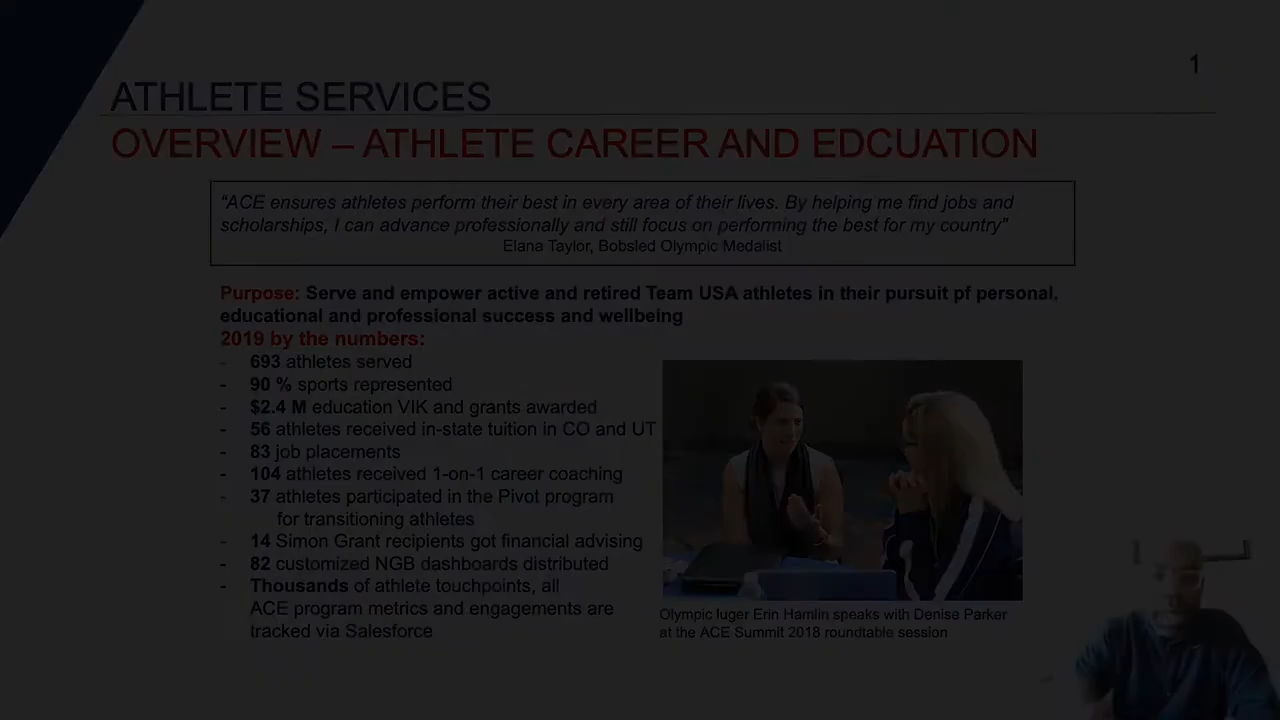 1
ATHLETE SERVICES
OVERVIEW – ATHLETE CAREER AND EDCUATION
“ACE ensures athletes perform their best in every area of their lives. By helping me find jobs and
scholarships, I can advance professionally and still focus on performing the best for my country”
Elana Taylor, Bobsled Olympic Medalist
Purpose: Serve and empower active and retired Team USA athletes in their pursuit pf personal,
educational and professional success and wellbeing
2019 by the numbers:
- 693 athletes served
- 90 % sports represented
- $2.4 M education VIK and grants awarded
- 56 athletes received in-state tuition in CO and UT
- 83 job placements
- 104 athletes received 1-on-1 career coaching
- 37 athletes participated in the Pivot program
for transitioning athletes
- 14 Simon Grant recipients got financial advising
- 82 customized NGB dashboards distributed
- Thousands of athlete touchpoints, all
ACE program metrics and engagements are
tracked via Salesforce
Olympic luger Erin Hamlin speaks with Denise Parker
at the ACE Summit 2018 roundtable session